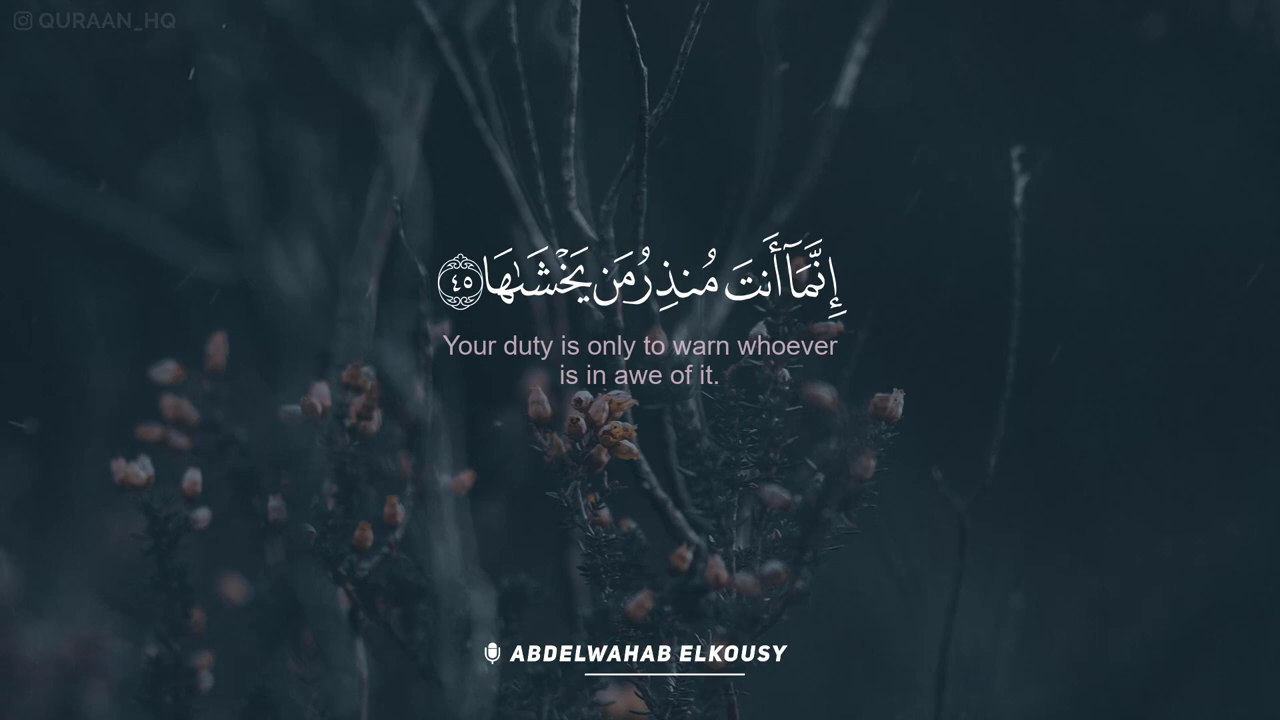 QURAAN_HQ
إِنَّمَآ أَنتَ مُنذِرُ مَن يَخْشَىٰهَا ٤٥
Your duty is only to warn whoever
is in awe of it.
ABDELWAHAB ELKOUSY